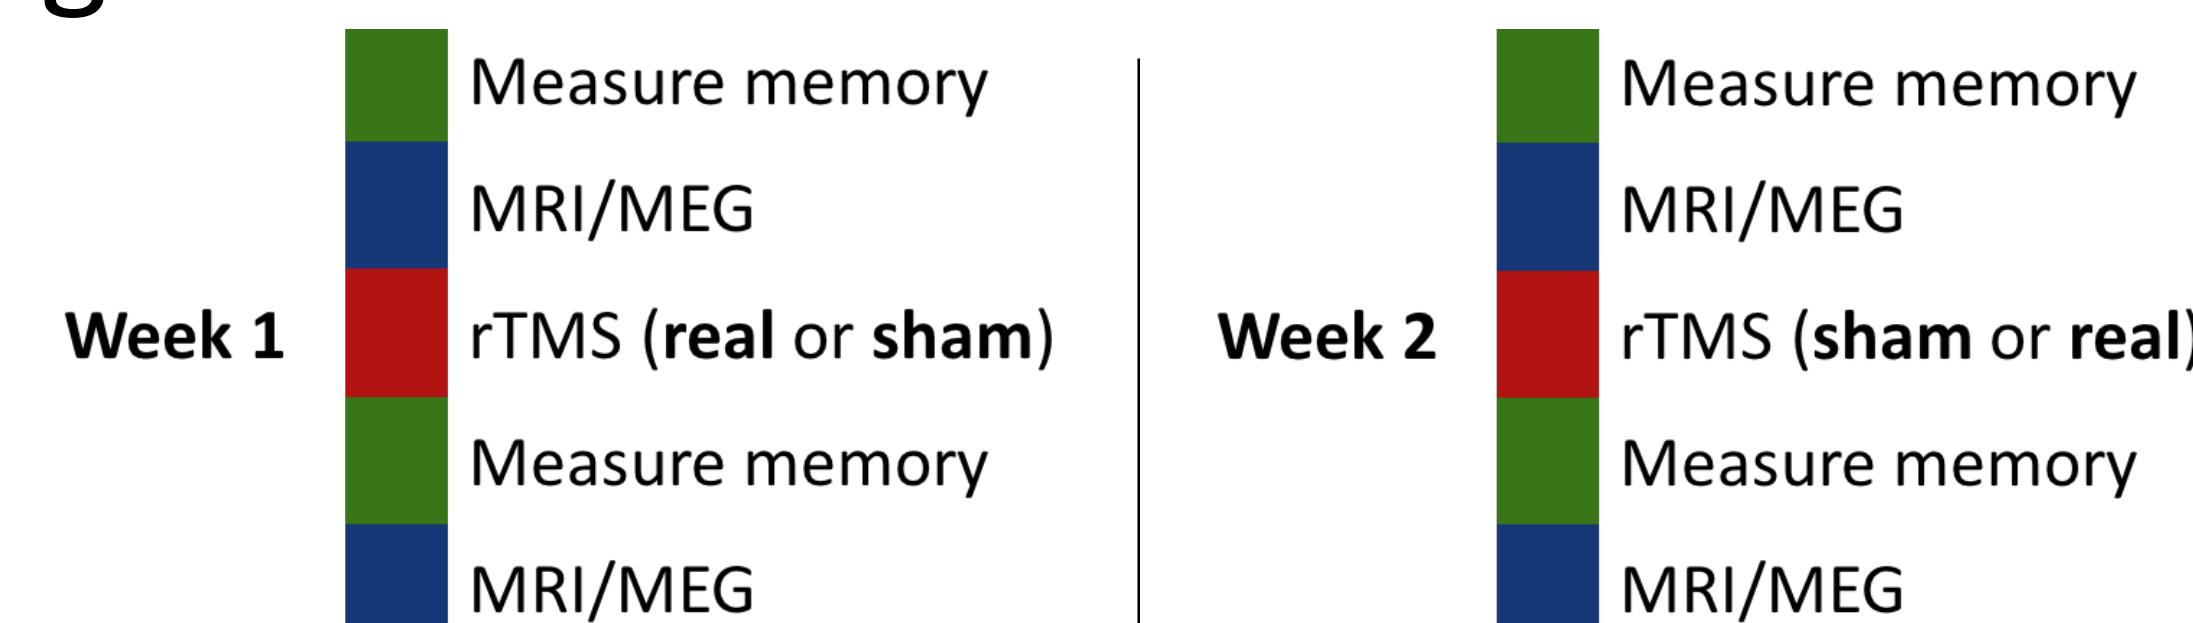 Measure memory
MRI/MEG
Week 1
rTMS (real or sham)
Measure memory
MRI/MEG
Measure memory
MRI/MEG
Week 2
rTMS (sham or real)
Measure memory
MRI/MEG